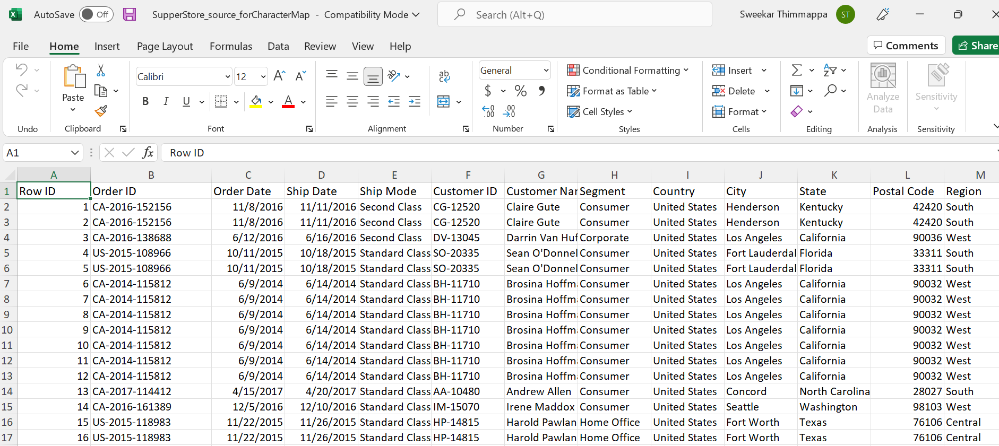 AutoSave Off SupperStore_source_forCharacterMap - Compatibility Mode Search (Alt+Q) Sweekar Thimmappa ST
File Home Insert Page Layout Formulas Data Review View Help Comments Share
Calibri 12 General Conditional Formatting Insert
Paste B I U A $ % Format as Table Delete Analyze Data Sensitivity
Cell Styles Format
Undo Clipboard Font Alignment Number Styles Cells Editing Analysis Sensitivity
A1 fx Row ID
A B C D E F G H I J K L M
1 Row ID Order ID Order Date Ship Date Ship Mode Customer ID Customer Nar Segment Country City State Postal Code Region
2 1 CA-2016-152156 11/8/2016 11/11/2016 Second Class CG-12520 Claire Gute Consumer United States Henderson Kentucky 42420 South
3 2 CA-2016-152156 11/8/2016 11/11/2016 Second Class CG-12520 Claire Gute Consumer United States Henderson Kentucky 42420 South
4 3 CA-2016-138688 6/12/2016 6/16/2016 Second Class DV-13045 Darrin Van Huf Corporate United States Los Angeles California 90036 West
5 4 US-2015-108966 10/11/2015 10/18/2015 Standard Class SO-20335 Sean O'Donnel Consumer United States Fort Lauderdal Florida 33311 South
6 5 US-2015-108966 10/11/2015 10/18/2015 Standard Class SO-20335 Sean O'Donnel Consumer United States Fort Lauderdal Florida 33311 South
7 6 CA-2014-115812 6/9/2014 6/14/2014 Standard Class BH-11710 Brosina Hoffm Consumer United States Los Angeles California 90032 West
8 7 CA-2014-115812 6/9/2014 6/14/2014 Standard Class BH-11710 Brosina Hoffm Consumer United States Los Angeles California 90032 West
9 8 CA-2014-115812 6/9/2014 6/14/2014 Standard Class BH-11710 Brosina Hoffm Consumer United States Los Angeles California 90032 West
10 9 CA-2014-115812 6/9/2014 6/14/2014 Standard Class BH-11710 Brosina Hoffm Consumer United States Los Angeles California 90032 West
11 10 CA-2014-115812 6/9/2014 6/14/2014 Standard Class BH-11710 Brosina Hoffm Consumer United States Los Angeles California 90032 West
12 11 CA-2014-115812 6/9/2014 6/14/2014 Standard Class BH-11710 Brosina Hoffm Consumer United States Los Angeles California 90032 West
13 12 CA-2014-115812 6/9/2014 6/14/2014 Standard Class BH-11710 Brosina Hoffm Consumer United States Los Angeles California 90032 West
14 13 CA-2017-114412 4/15/2017 4/20/2017 Standard Class AA-10480 Andrew Allen Consumer United States Concord North Carolina 28027 South
15 14 CA-2016-161389 12/5/2016 12/10/2016 Standard Class IM-15070 Irene Maddox Consumer United States Seattle Washington 98103 West
16 15 US-2015-118983 11/22/2015 11/26/2015 Standard Class HP-14815 Harold Pawlan Home Office United States Fort Worth Texas 76106 Central
17 16 US-2015-118983 11/22/2015 11/26/2015 Standard Class HP-14815 Harold Pawlan Home Office United States Fort Worth Texas 76106 Central